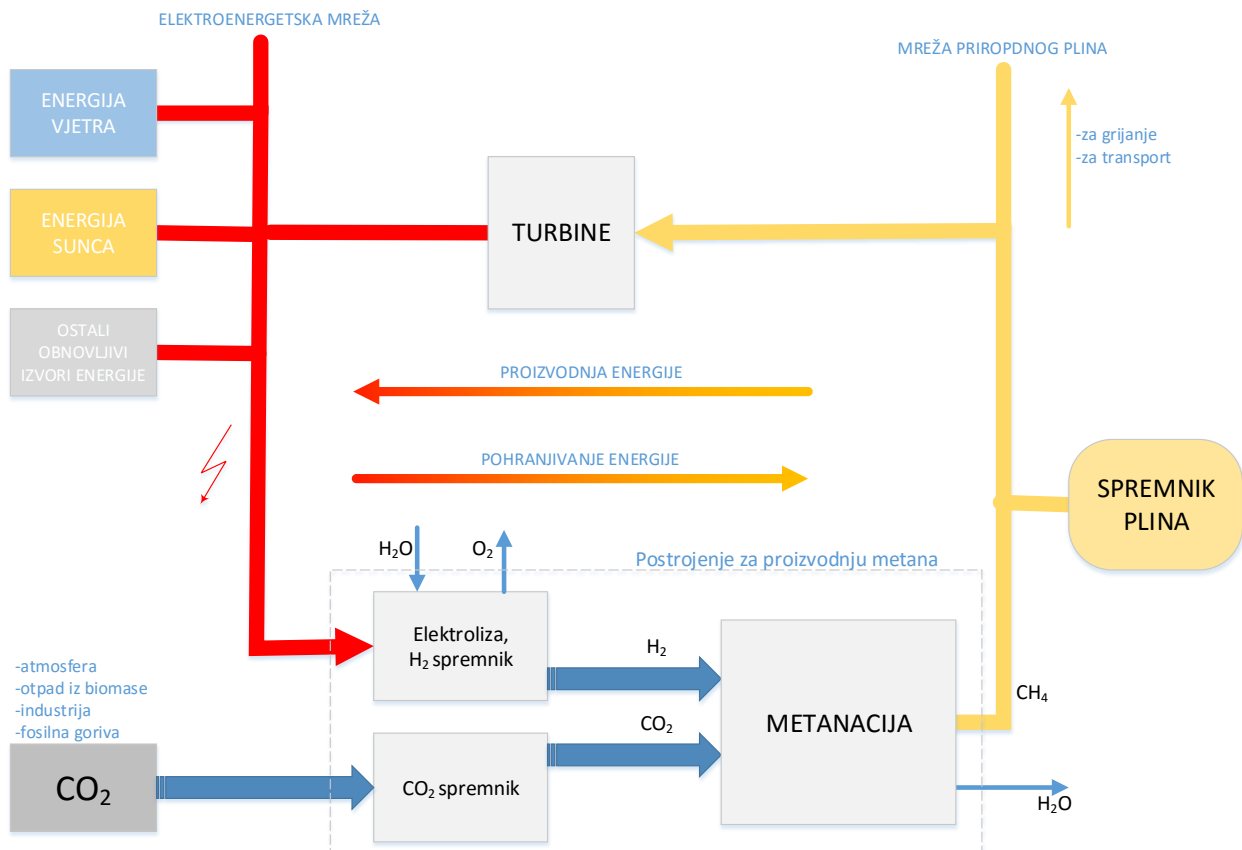 ELEKTROENERGETSKA MREŽA
MREŽA PRIROPDNOG PLINA
ENERGIJA
VJETRA
-za grijanje
-za transport
ENERGIJA
SUNCA
TURBINE
OSTALI
OBNOVLJIVI
IZVORI ENERGIJE
PROIZVODNJA ENERGIJE
POHRANJIVANJE ENERGIJE
SPREMNIK
PLINA
H₂O
O₂
Postrojenje za proizvodnju metana
Elektroliza,
H₂ spremnik
H₂
-atmosfera
-otpad iz biomase
-industrija
-fosilna goriva
CH₄
METANACIJA
CO₂
CO₂
CO₂ spremnik
H₂O